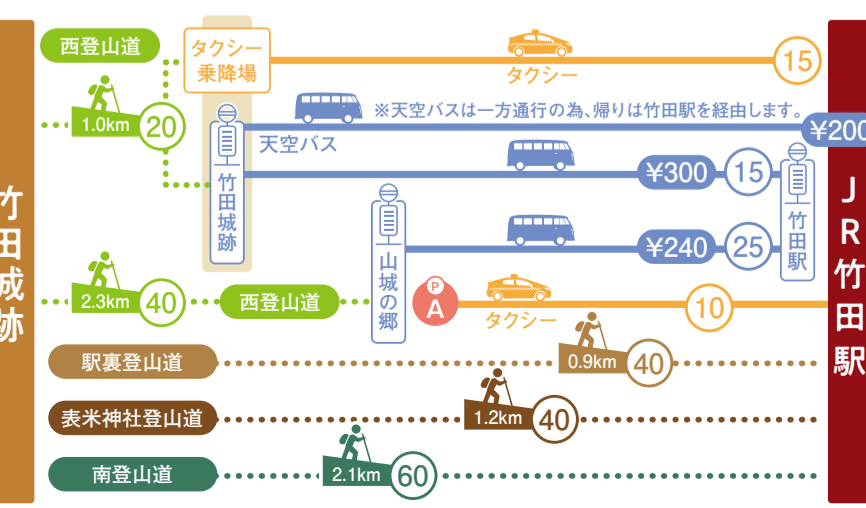 竹田城跡
西登山道
1.0km
20
タクシー
乗降場
タクシー
15
※天空バスは一方通行の為、帰りは竹田駅を経由します。
天空バス
¥200
竹田城跡
¥300
15
竹田駅
山城の郷
¥240
25
2.3km
40
西登山道
P
A
タクシー
10
駅裏登山道
0.9km
40
表米神社登山道
1.2km
40
南登山道
2.1km
60
JR竹田駅